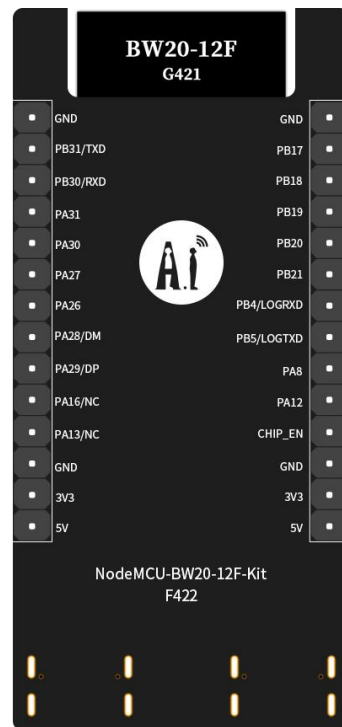 BW20-12F
G421
GND GND
PB31/TXD PB17
PB30/RXD PB18
PA31 PB19
PA30 PB20
Ai
PA27 PB21
PA26 PB4/LOGRXD
PA28/DM PB5/LOGTXD
PA29/DP PA8
PA16/NC PA12
PA13/NC CHIP_EN
GND GND
3V3 3V3
5V 5V
NodeMCU-BW20-12F-Kit
F422